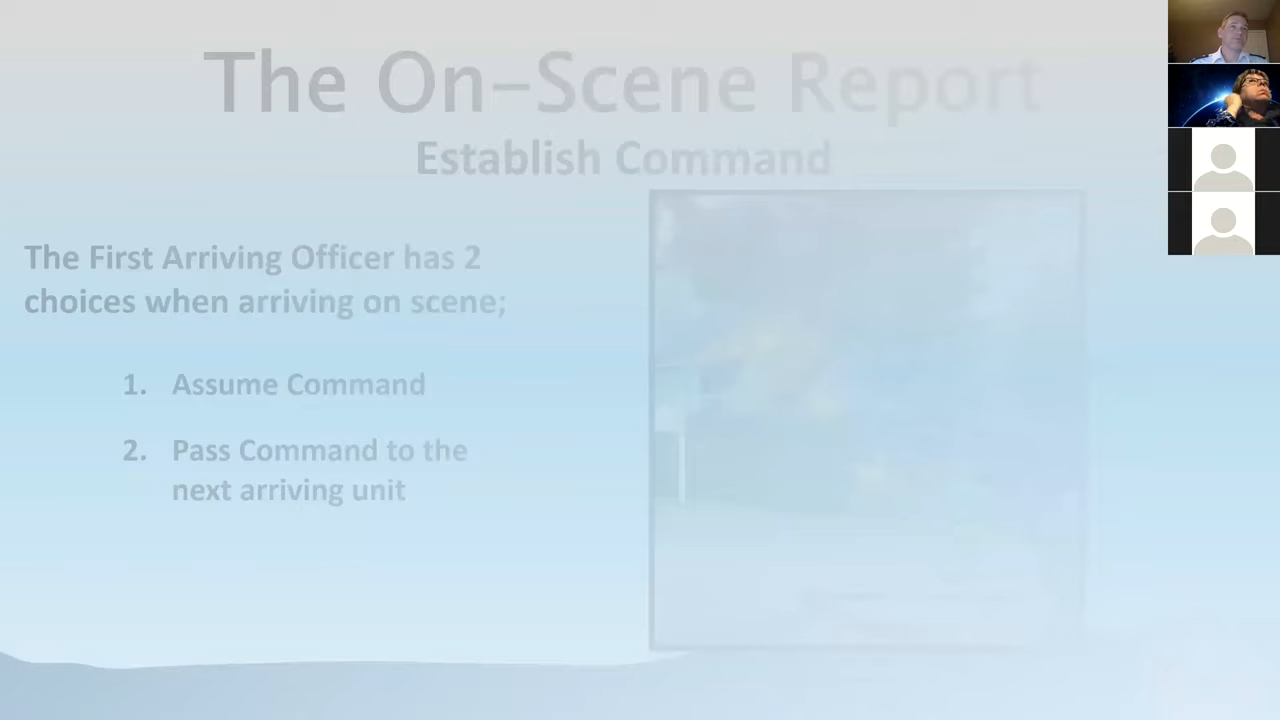 The On-Scene Report
Establish Command
The First Arriving Officer has 2
choices when arriving on scene;
1. Assume Command
2. Pass Command to the
next arriving unit